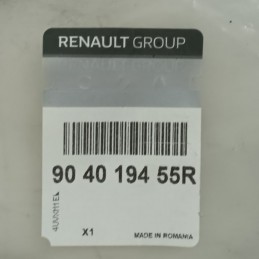 RENAULT GROUP
90 40 194 55R
X1
MADE IN ROMANIA